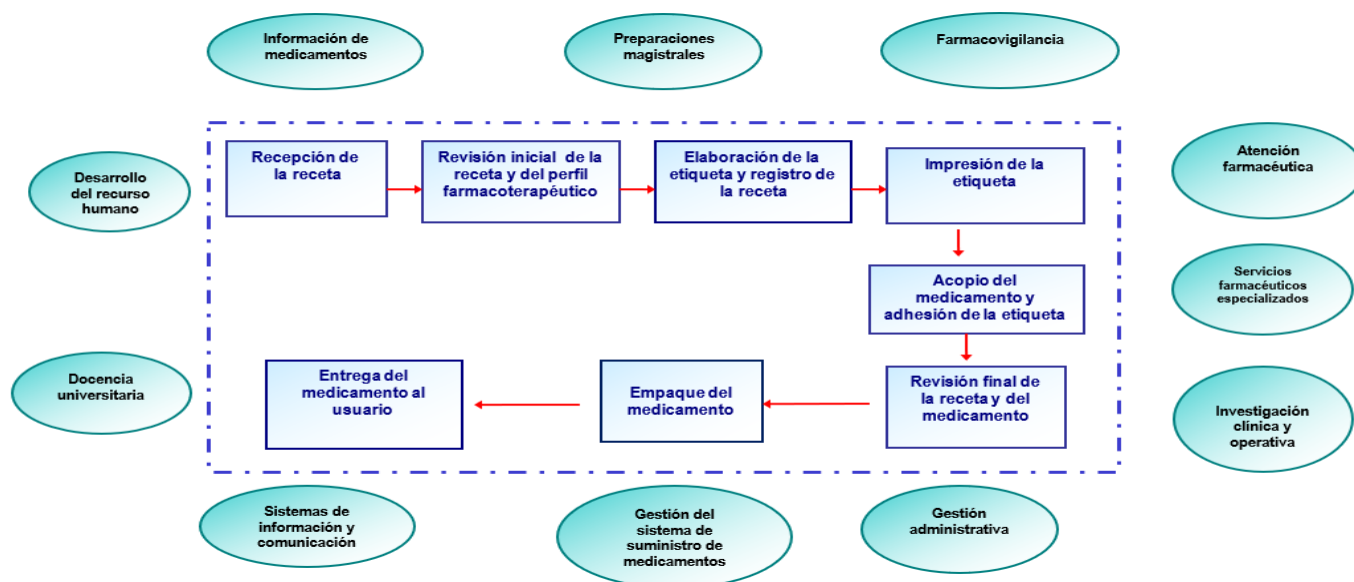 Información de
medicamentos
Preparaciones
magistrales
Farmacovigilancia
Desarrollo
del recurso
humano
Recepción de
la receta
Revisión inicial de la
receta y del perfil
farmacoterapéutico
Elaboración de la
etiqueta y registro de
la receta
Impresión de la
etiqueta
Atención
farmacéutica
Acopio del
medicamento y
adhesión de la etiqueta
Servicios
farmacéuticos
especializados
Docencia
universitaria
Entrega del
medicamento al
usuario
Empaque del
medicamento
Revisión final de
la receta y del
medicamento
Investigación
clínica y
operativa
Sistemas de
información y
comunicación
Gestión del
sistema de
suministro de
medicamentos
Gestión
administrativa